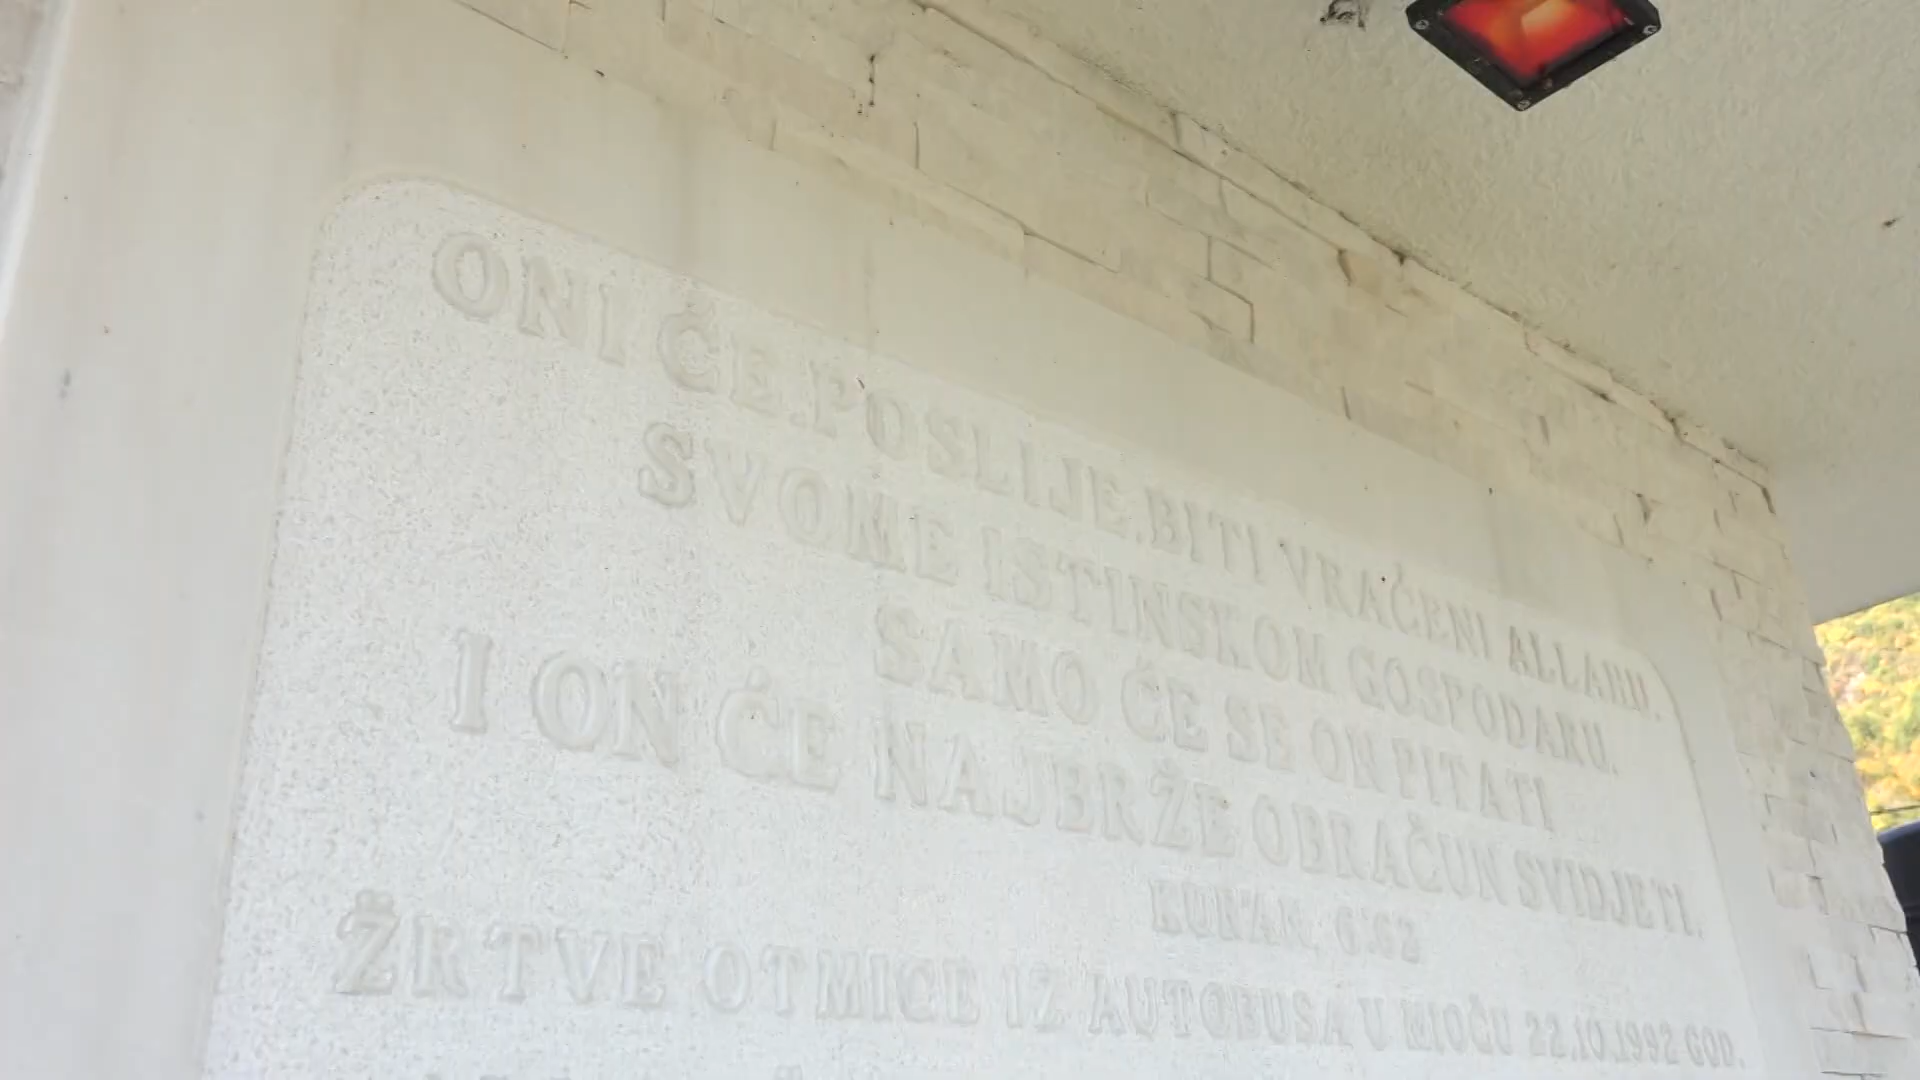 ONI ĆE, POSLIJE, BITI VRAĆENI ALLAHU,
SVOME ISTINSKOM GOSPODARU.
SAMO ĆE SE ON PITATI
I ON ĆE NAJBRŽE OBRAČUN SVIDJETI.
KUR'AN, 6:62
ŽRTVE OTMICE IZ AUTOBUSA U MIOČU 22.10.1992 GOD.